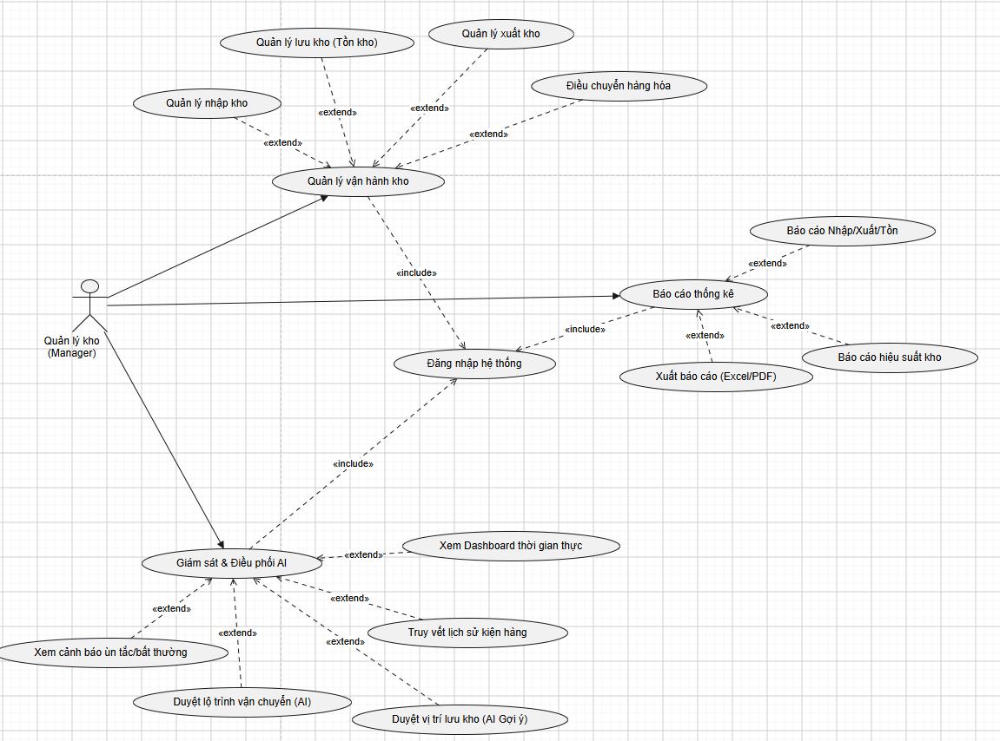 Quản lý xuất kho
Quản lý lưu kho (Tồn kho)
Điều chuyển hàng hóa
Quản lý nhập kho
«extend»
«extend»
«extend»
«extend»
Quản lý vận hành kho
Báo cáo Nhập/Xuất/Tồn
«extend»
«include»
Báo cáo thống kê
«include»
«extend»
«extend»
Quản lý kho
(Manager)
Báo cáo hiệu suất kho
Đăng nhập hệ thống
Xuất báo cáo (Excel/PDF)
«include»
Xem Dashboard thời gian thực
«extend»
Giám sát & Điều phối AI
«extend»
«extend»
«extend»
Truy vết lịch sử kiện hàng
«extend»
Xem cảnh báo ùn tắc/bất thường
Duyệt lộ trình vận chuyển (AI)
Duyệt vị trí lưu kho (AI Gợi ý)